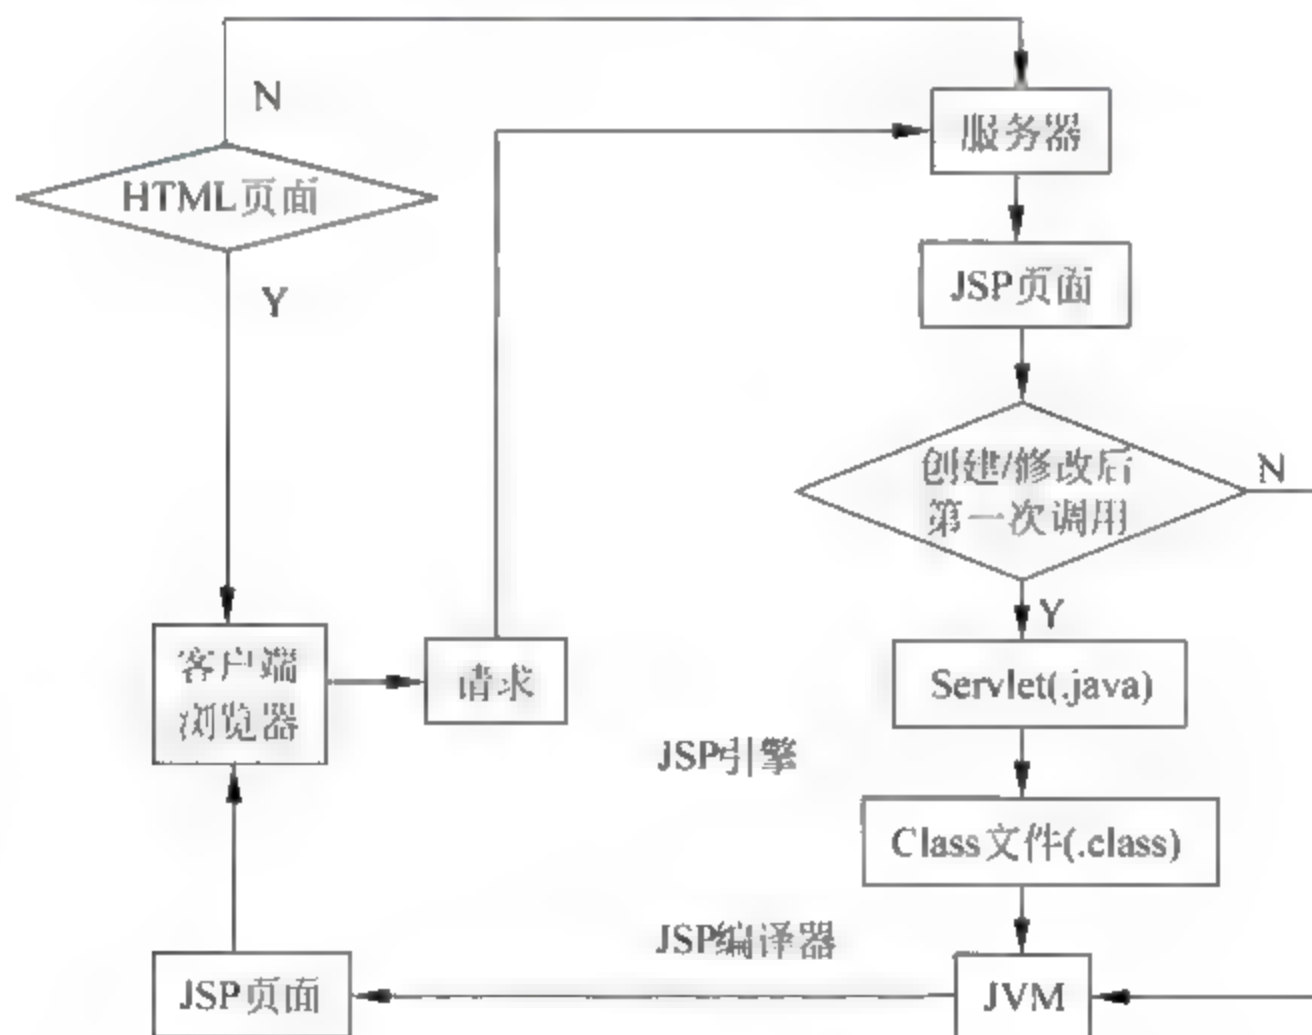 N
服务器
HTML页面
JSP页面
Y
创建/修改后
第一次调用
N
Y
客户端
浏览器
请求
Servlet(.java)
JSP引擎
Class文件(.class)
JSP编译器
JSP页面
JVM